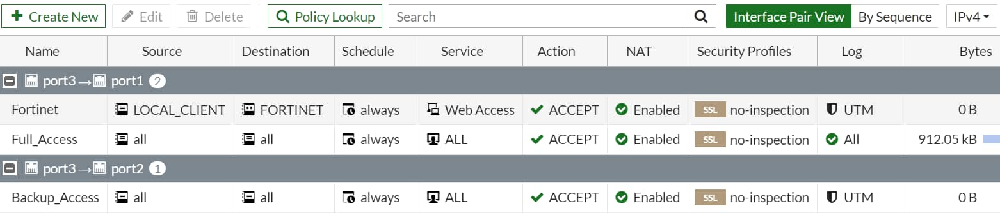 + Create New Edit Delete Policy Lookup Search Interface Pair View By Sequence IPv4
Name Source Destination Schedule Service Action NAT Security Profiles Log Bytes
port3 → port1 2
Fortinet LOCAL_CLIENT FORTINET always Web Access ACCEPT Enabled SSL no-inspection UTM 0 B
Full_Access all all always ALL ACCEPT Enabled SSL no-inspection All 912.05 kB
port3 → port2 1
Backup_Access all all always ALL ACCEPT Enabled SSL no-inspection UTM 0 B